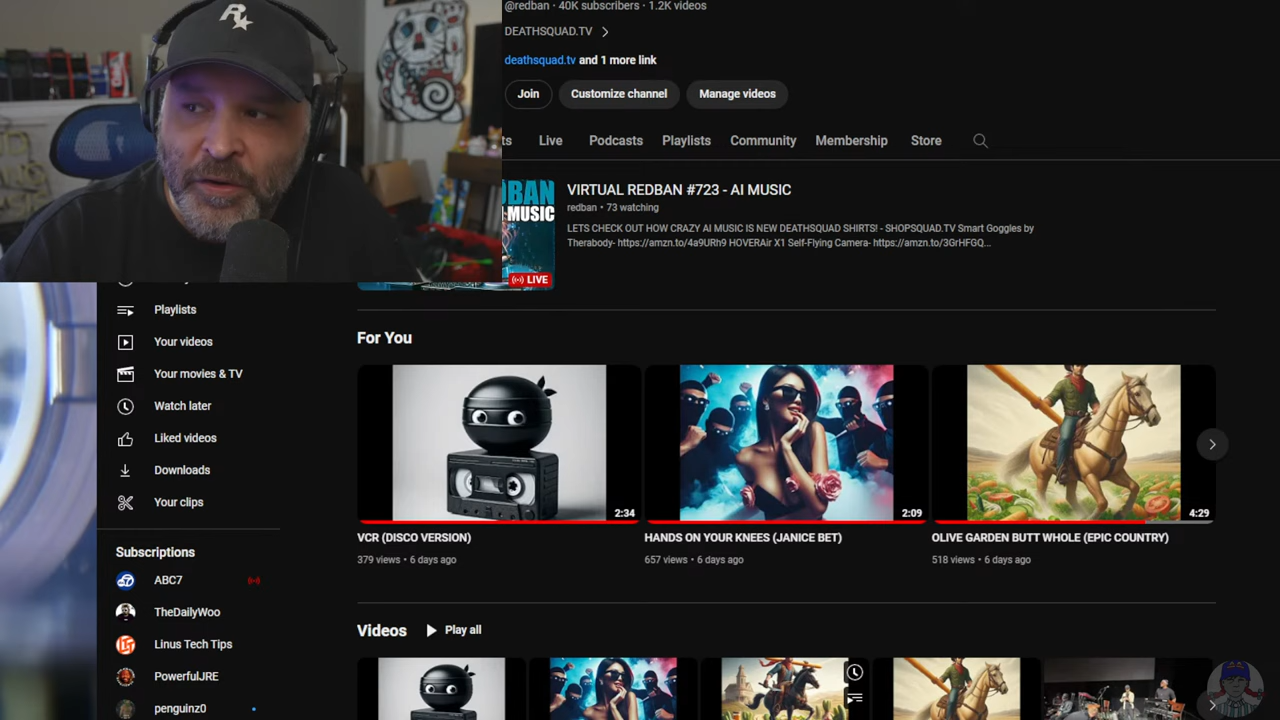 @redban · 40K subscribers · 1.2K videos
DEATHSQUAD.TV
deathsquad.tv and 1 more link
Join
Customize channel
Manage videos
ts
Live
Podcasts
Playlists
Community
Membership
Store
BAN
MUSIC
LIVE
VIRTUAL REDBAN #723 - AI MUSIC
redban · 73 watching
LETS CHECK OUT HOW CRAZY AI MUSIC IS NEW DEATHSQUAD SHIRTS! - SHOPSQUAD.TV Smart Goggles by
Therabody- https://amzn.to/4a9URh9 HOVERAir X1 Self-Flying Camera- https://amzn.to/3GrHFGQ...
Playlists
Your videos
Your movies & TV
Watch later
Liked videos
Downloads
Your clips
Subscriptions
ABC7
TheDailyWoo
Linus Tech Tips
PowerfulJRE
penguinz0
For You
2:34
2:09
4:29
VCR (DISCO VERSION)
379 views · 6 days ago
HANDS ON YOUR KNEES (JANICE BET)
657 views · 6 days ago
OLIVE GARDEN BUTT WHOLE (EPIC COUNTRY)
518 views · 6 days ago
Videos
Play all